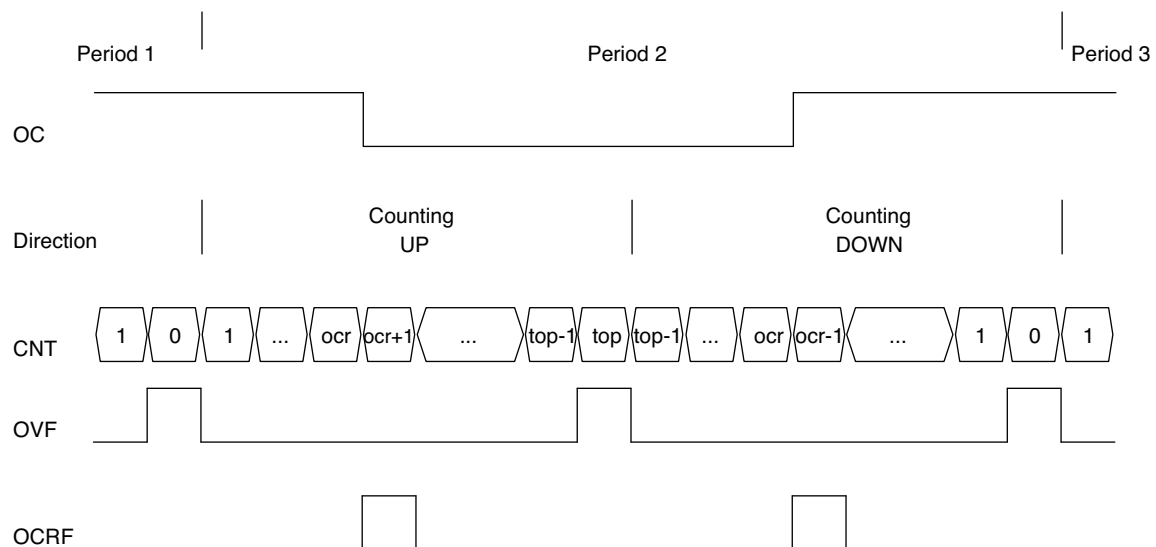 Period 1 Period 2 Period 3
OC
Counting Counting
Direction UP DOWN
CNT 1 0 1 ... ocr ocr+1 ... top-1 top top-1 ... ocr ocr-1 ... 1 0 1
OVF
OCRF